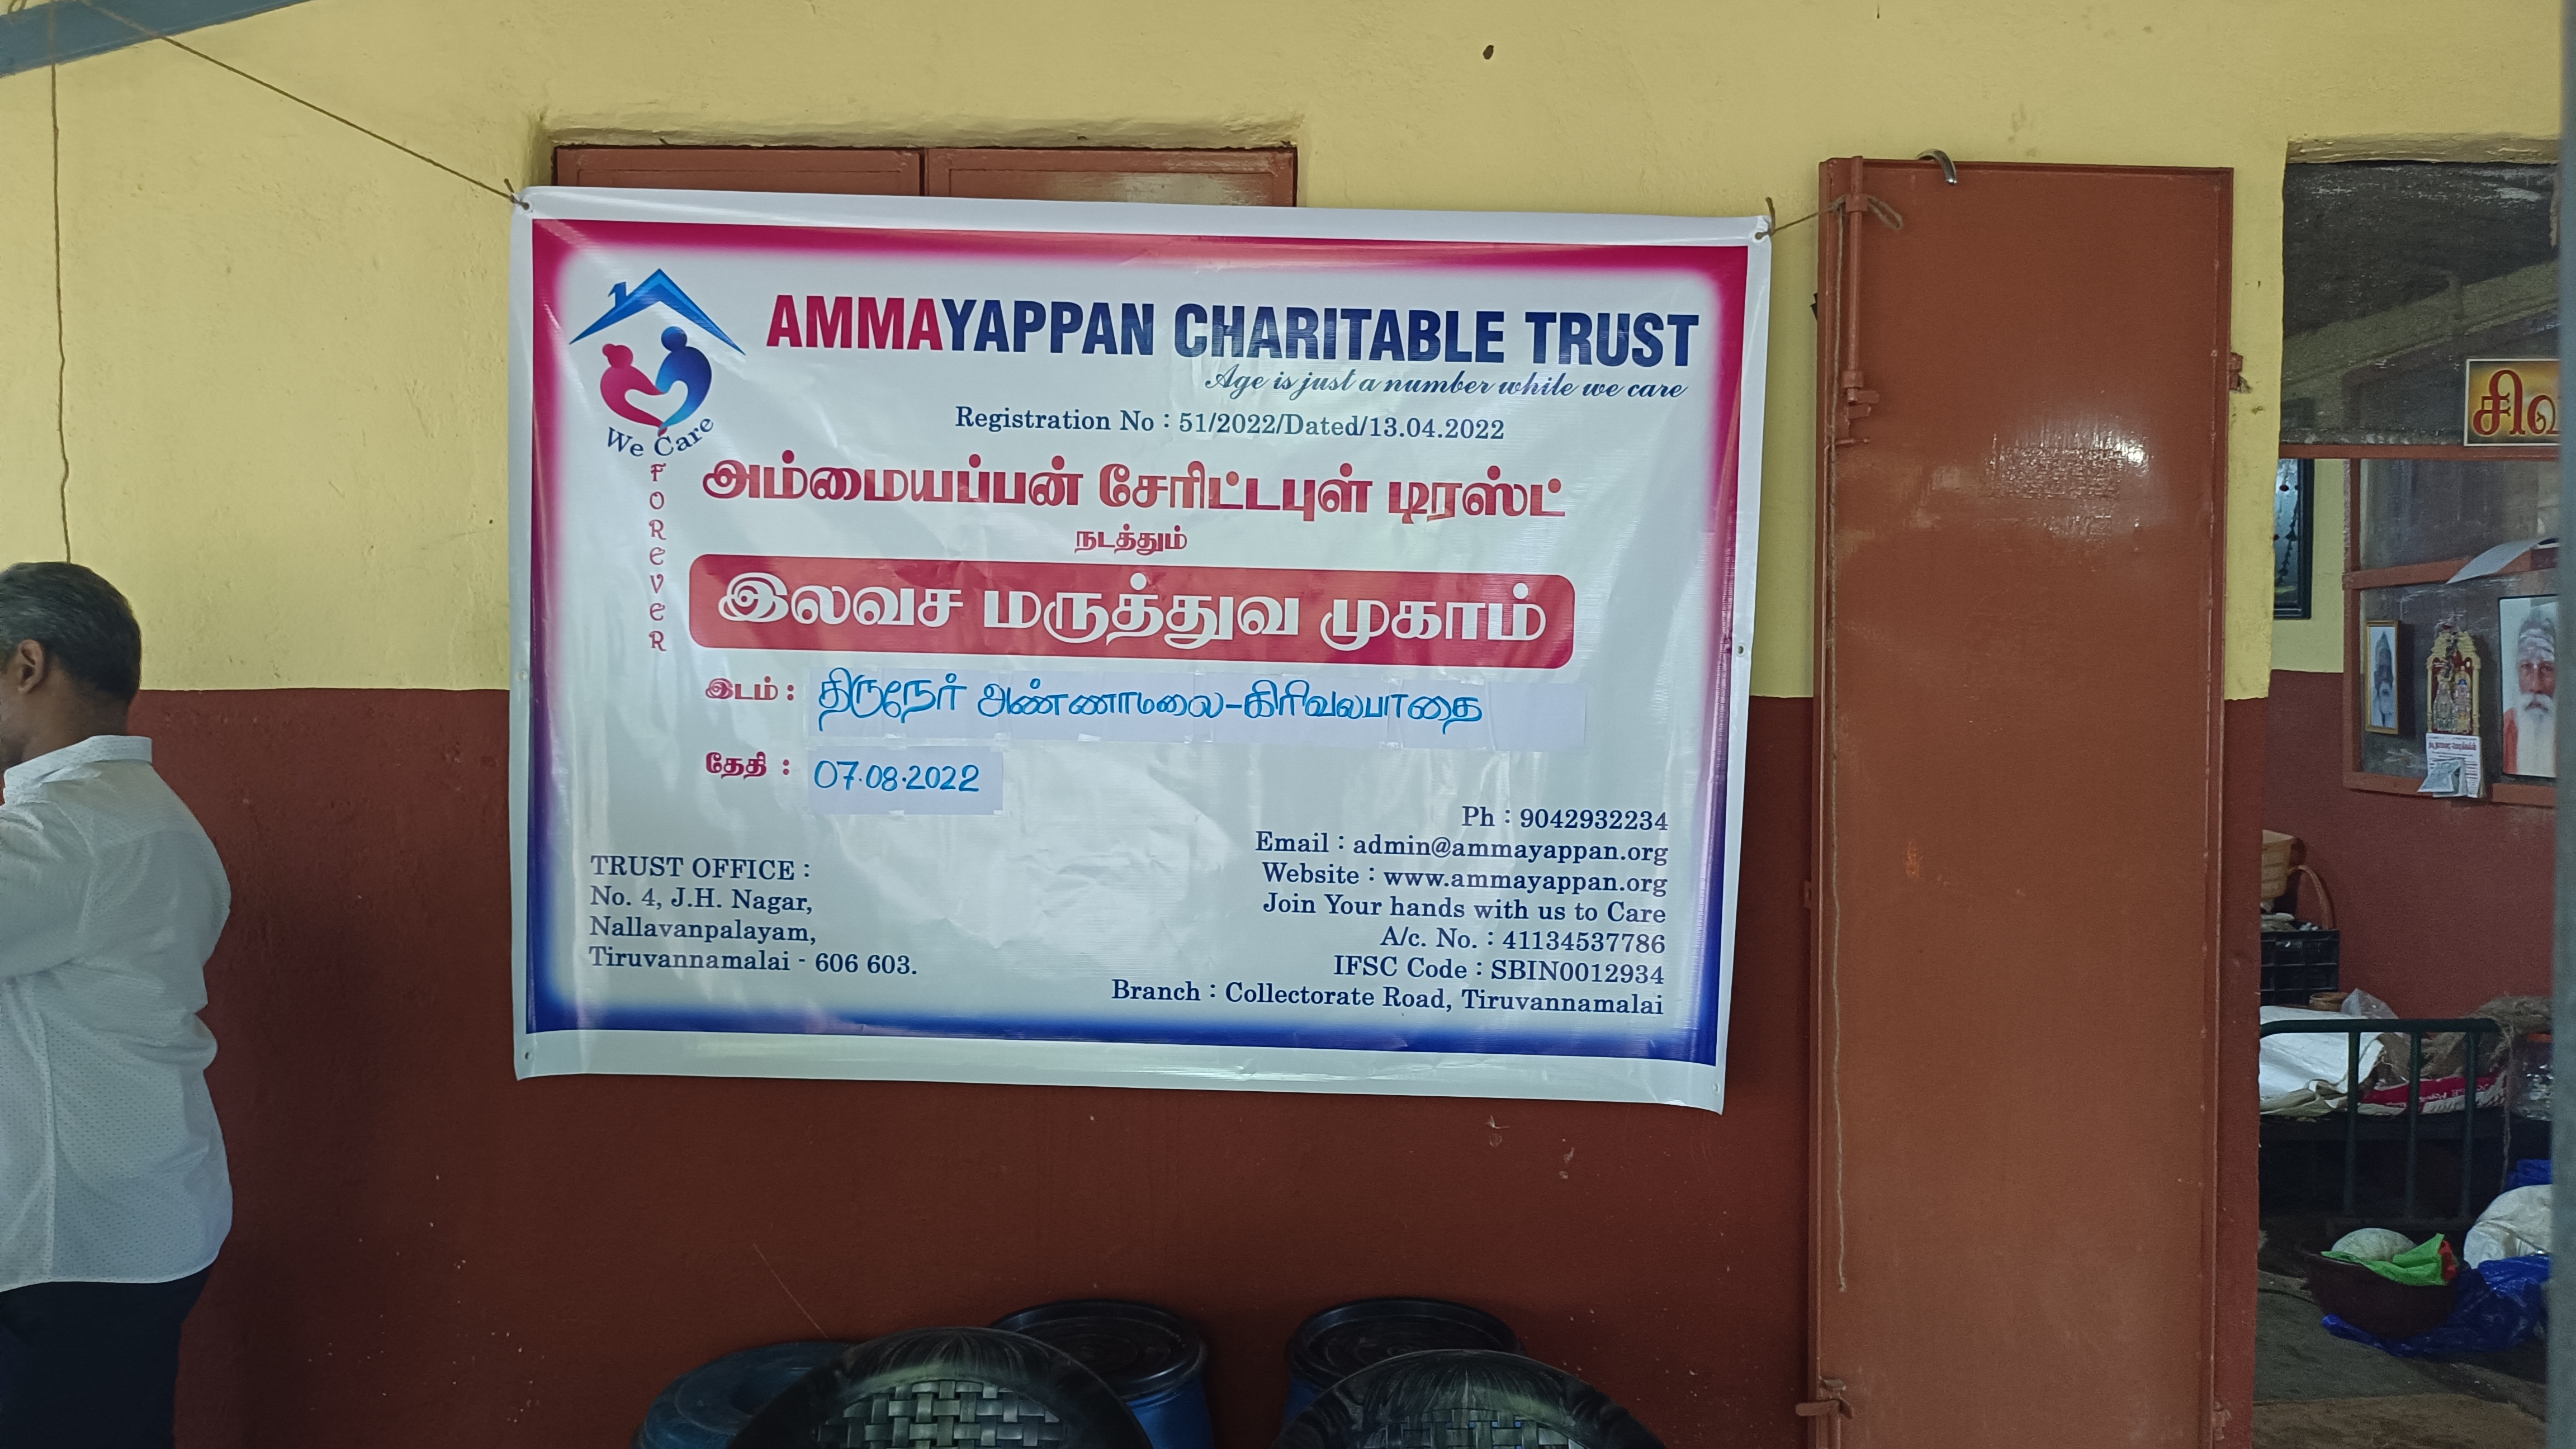 AMMAYAPPAN CHARITABLE TRUST
Age is just a number while we care
We Care
FOREVER
Registration No : 51/2022/Dated/13.04.2022
அம்மையப்பன் சேரிட்டபுள் டிரஸ்ட்
நடத்தும்
இலவச மருத்துவ முகாம்
இடம் : திருநேர் அண்ணாமலை-கிரிவலபாதை
தேதி : 07.08.2022
TRUST OFFICE :
No. 4, J.H. Nagar,
Nallavanpalayam,
Tiruvannamalai - 606 603.
Ph : 9042932234
Email : admin@ammayappan.org
Website : www.ammayappan.org
Join Your hands with us to Care
A/c. No. : 41134537786
IFSC Code : SBIN0012934
Branch : Collectorate Road, Tiruvannamalai